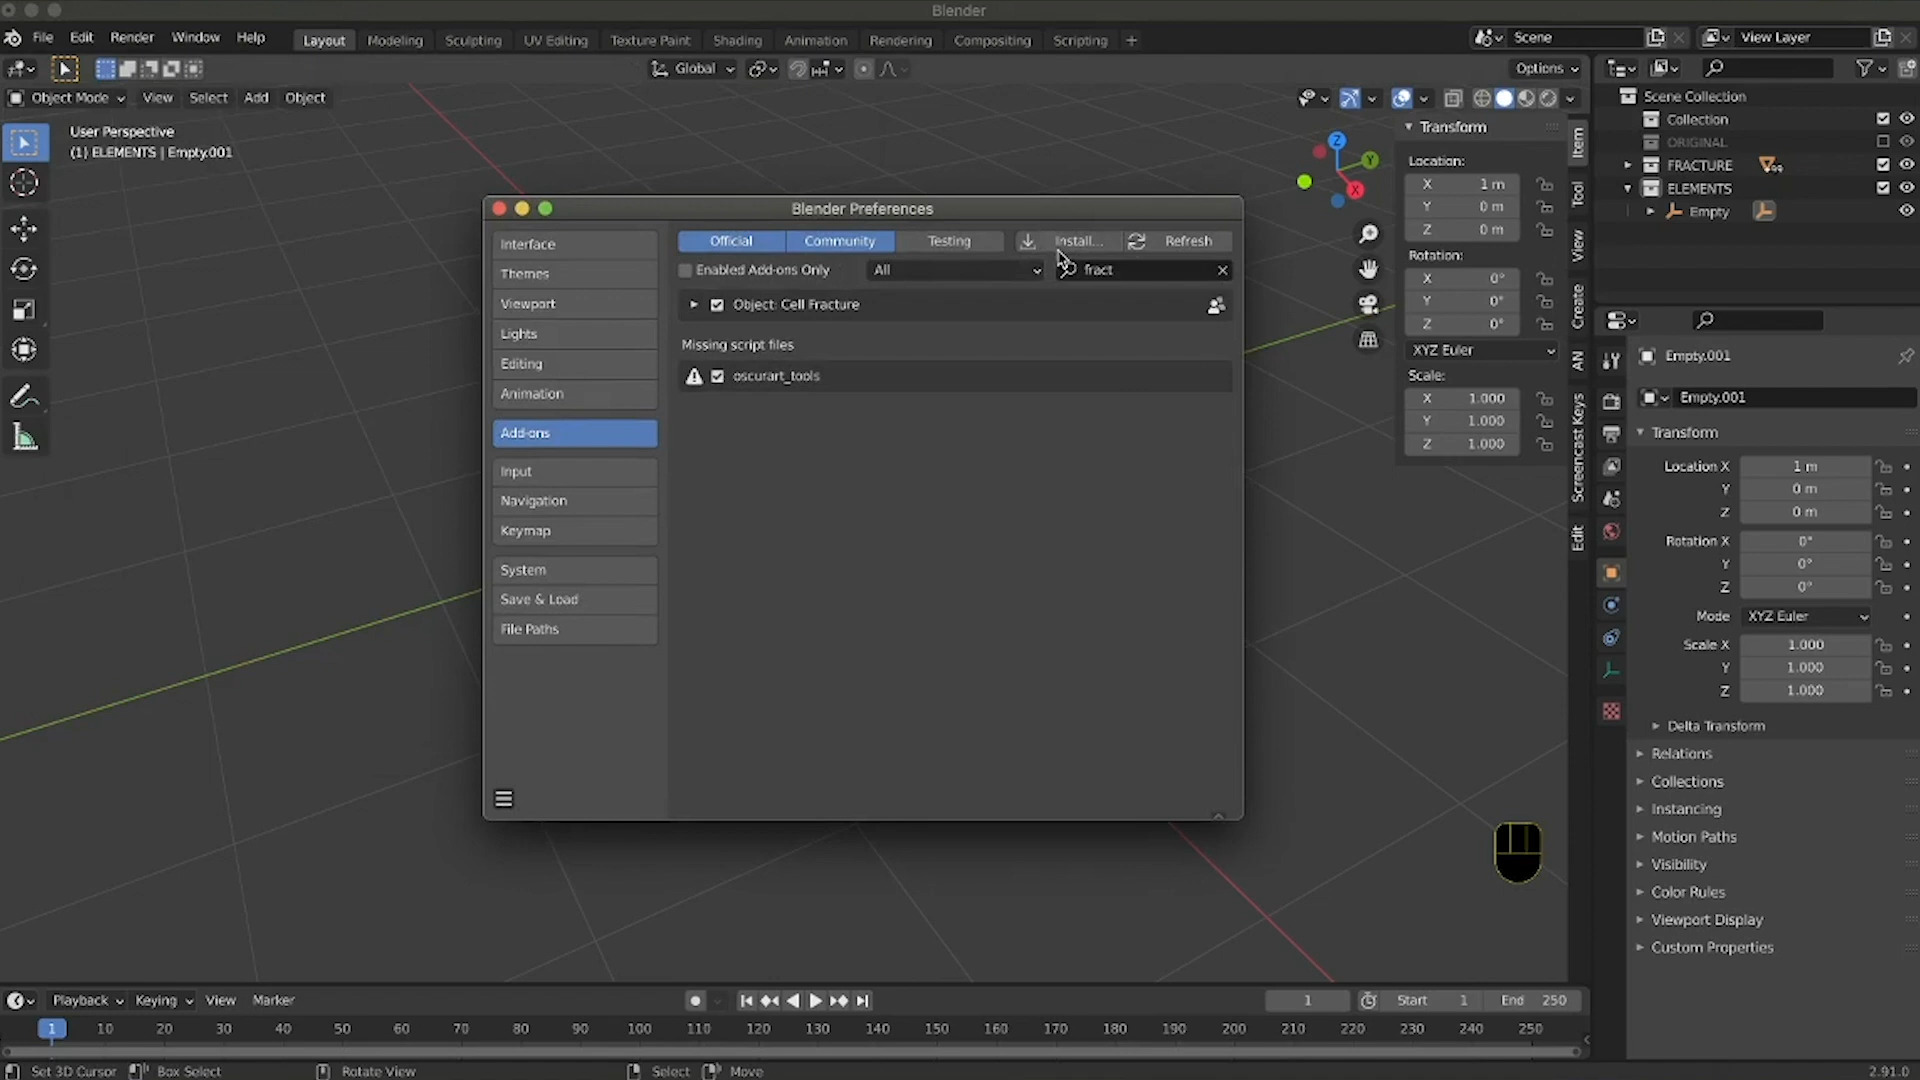 Blender
File Edit Render Window Help Layout Modeling Sculpting UV Editing Texture Paint Shading Animation Rendering Compositing Scripting + Scene View Layer
Global Options
Object Mode View Select Add Object
User Perspective
(1) ELEMENTS | Empty.001
Z
Y
X
Transform
Location:
X 1 m
Y 0 m
Z 0 m
Rotation:
X 0°
Y 0°
Z 0°
XYZ Euler
Scale:
X 1.000
Y 1.000
Z 1.000
Item
Tool
View
Create
AN
Screencast Keys
Edit
Scene Collection
Collection
ORIGINAL
FRACTURE 99
ELEMENTS
Empty
Blender Preferences
Interface
Themes
Viewport
Lights
Editing
Animation
Add-ons
Input
Navigation
Keymap
System
Save & Load
File Paths
Official Community Testing Install... Refresh
Enabled Add-ons Only All fract
Object: Cell Fracture
Missing script files
oscurart_tools
Empty.001
Empty.001
Transform
Location X 1 m
Y 0 m
Z 0 m
Rotation X 0°
Y 0°
Z 0°
Mode XYZ Euler
Scale X 1.000
Y 1.000
Z 1.000
Delta Transform
Relations
Collections
Instancing
Motion Paths
Visibility
Color Rules
Viewport Display
Custom Properties
Playback Keying View Marker 1 Start 1 End 250
1 10 20 30 40 50 60 70 80 90 100 110 120 130 140 150 160 170 180 190 200 210 220 230 240 250
Set 3D Cursor Box Select Rotate View Select Move 2.91.0